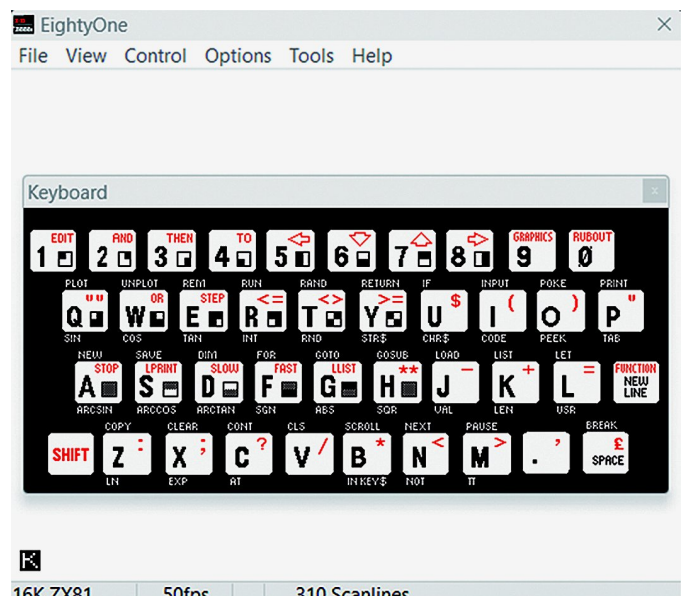 EightyOne
File View Control Options Tools Help
Keyboard
EDIT AND THEN TO GRAPHICS RUBOUT
1 2 3 4 5 6 7 8 9 0
PLOT UNPLOT REM RUN RAND RETURN IF INPUT POKE PRINT
"" OR STEP <= <> >= $ ( ) "
Q W E R T Y U I O P
SIN COS TAN INT RND STR$ CHR$ CODE PEEK TAB
NEW SAVE DIM FOR GOTO GOSUB LOAD LIST LET
STOP LPRINT SLOW FAST LLIST ** - + = FUNCTION
A S D F G H J K L NEW LINE
ARCSIN ARCCOS ARCTAN SGN ABS SQR VAL LEN USR
COPY CLEAR CONT CLS SCROLL NEXT PAUSE BREAK
: ; ? / * < > , £
SHIFT Z X C V B N M . SPACE
LN EXP AT INKEY$ NOT π
K
16K ZX81 50fps 310 Scanlines